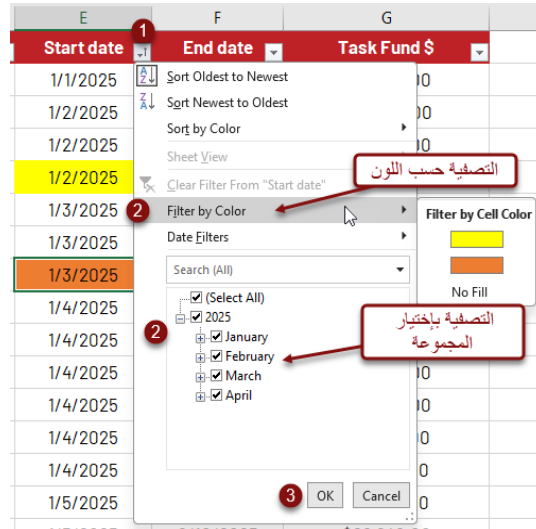 E F G
1
Start date End date Task Fund $
1/1/2025
1/2/2025
1/2/2025
1/2/2025
1/3/2025
1/3/2025
1/3/2025
1/4/2025
1/4/2025
1/4/2025
1/4/2025
1/4/2025
1/4/2025
1/5/2025
Sort Oldest to Newest
Sort Newest to Oldest
Sort by Color
Sheet View
Clear Filter From "Start date"
2 Filter by Color
Date Filters
Search (All)
(Select All)
2 2025
January
February
March
April
3 OK Cancel
التصفية حسب اللون
Filter by Cell Color
No Fill
التصفية بإختيار
المجموعة